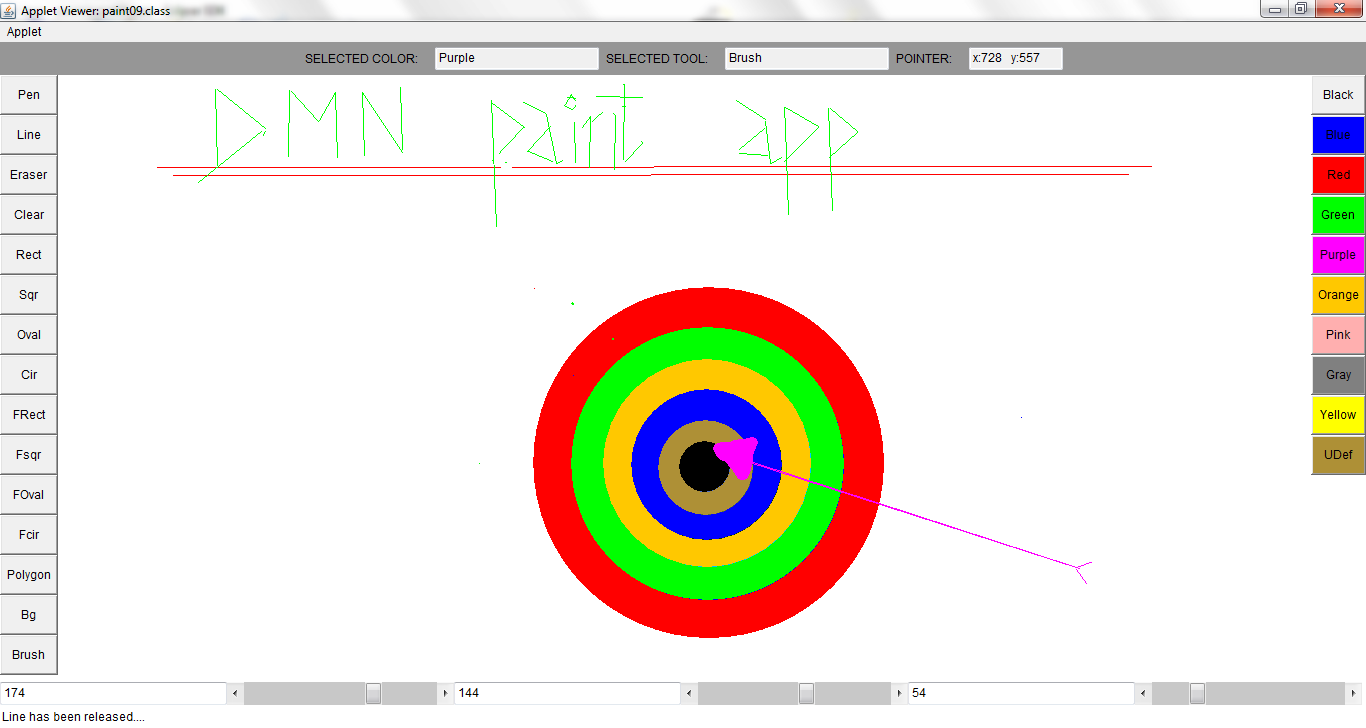 Applet Viewer: paint09.class
Applet
SELECTED COLOR: Purple SELECTED TOOL: Brush POINTER: x:728 y:557
Pen
Line
Eraser
Clear
Rect
Sqr
Oval
Cir
FRect
Fsqr
FOval
Fcir
Polygon
Bg
Brush
DMN paint app
Black
Bluc
Red
Green
Purple
Orange
Pink
Gray
Yellow
UDef
174 144 54
Line has been released....